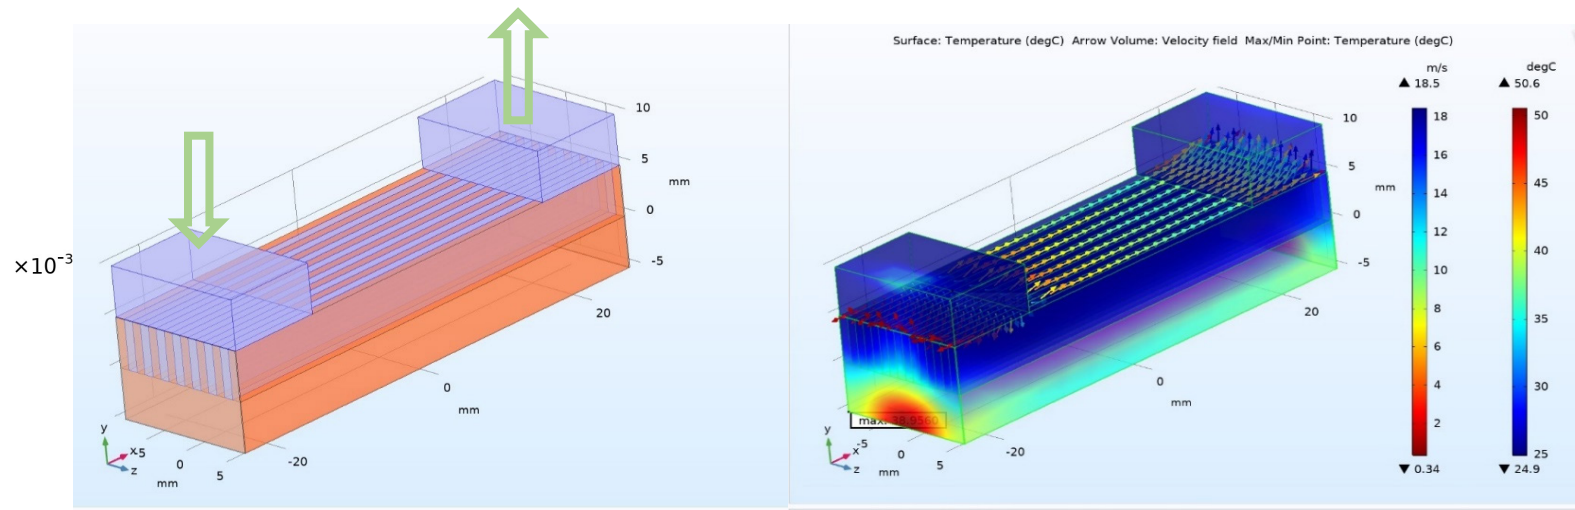 ×10-3
10
5
mm
0
-5
20
0
mm
-20
y
x
z
-5
0
5
mm
Surface: Temperature (degC) Arrow Volume: Velocity field Max/Min Point: Temperature (degC)
m/s
degC
▲ 18.5
▲ 50.6
18
16
14
12
10
8
6
4
2
▼ 0.34
50
45
40
35
30
25
▼ 24.9
10
5
mm
0
-5
20
0
mm
-20
max:
y
x
z
-5
0
5
mm